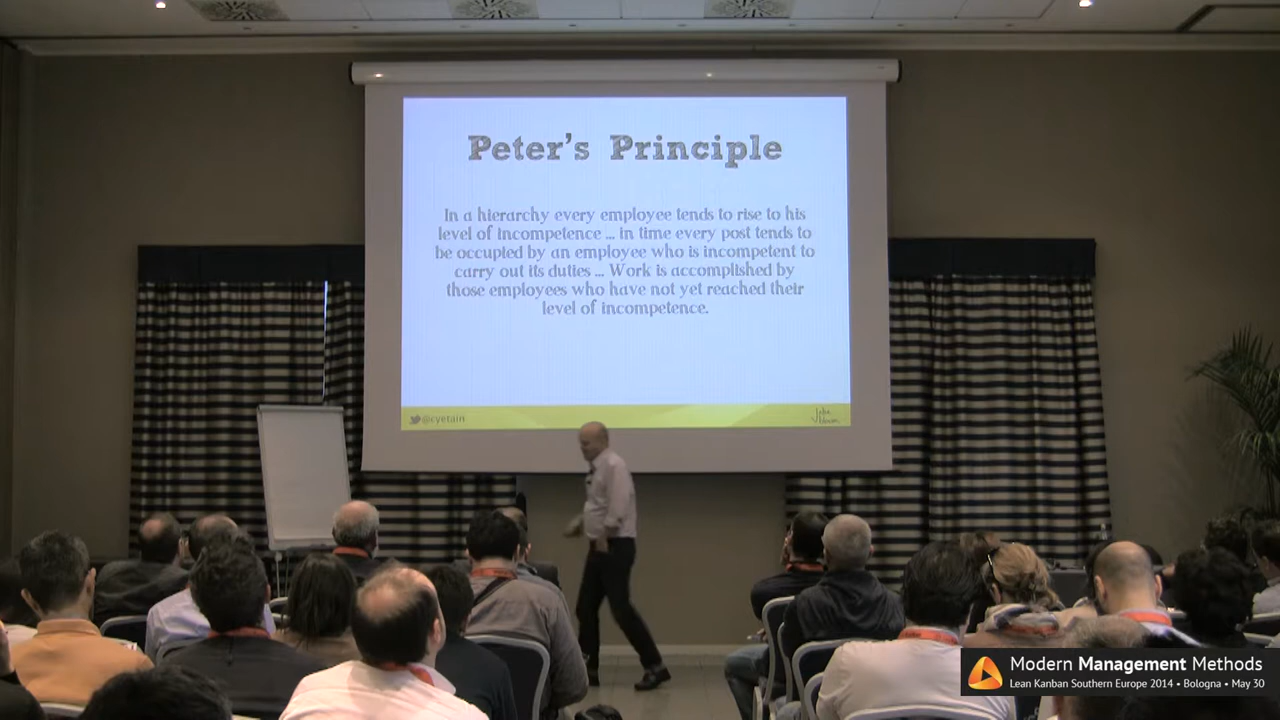 Peter's Principle
In a hierarchy every employee tends to rise to his
level of incompetence ... in time every post tends to
be occupied by an employee who is incompetent to
carry out its duties ... Work is accomplished by
those employees who have not yet reached their
level of incompetence.
@cyetain
Modern Management Methods
Lean Kanban Southern Europe 2014 • Bologna • May 30